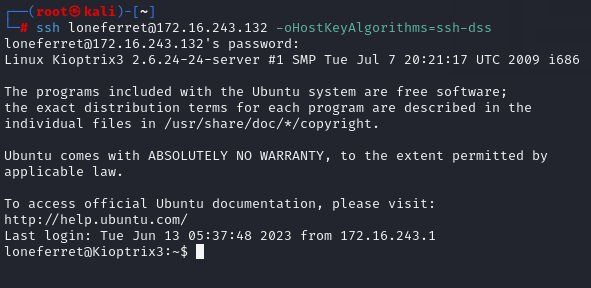 ┌──(root㉿kali)-[~]
└─# ssh loneferret@172.16.243.132 -oHostKeyAlgorithms=ssh-dss
loneferret@172.16.243.132's password:
Linux Kioptrix3 2.6.24-24-server #1 SMP Tue Jul 7 20:21:17 UTC 2009 i686

The programs included with the Ubuntu system are free software;
the exact distribution terms for each program are described in the
individual files in /usr/share/doc/*/copyright.

Ubuntu comes with ABSOLUTELY NO WARRANTY, to the extent permitted by
applicable law.

To access official Ubuntu documentation, please visit:
http://help.ubuntu.com/
Last login: Tue Jun 13 05:37:48 2023 from 172.16.243.1
loneferret@Kioptrix3:~$